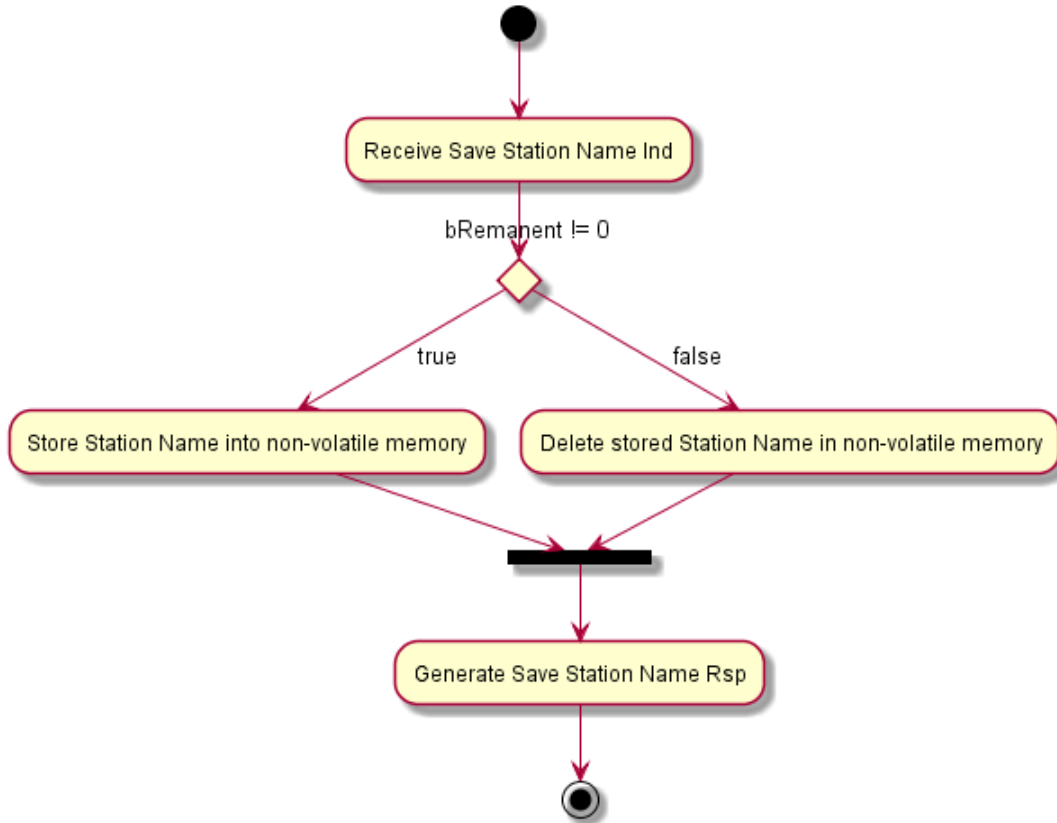 Receive Save Station Name Ind
bRemanent != 0
true
false
Store Station Name into non-volatile memory
Delete stored Station Name in non-volatile memory
Generate Save Station Name Rsp